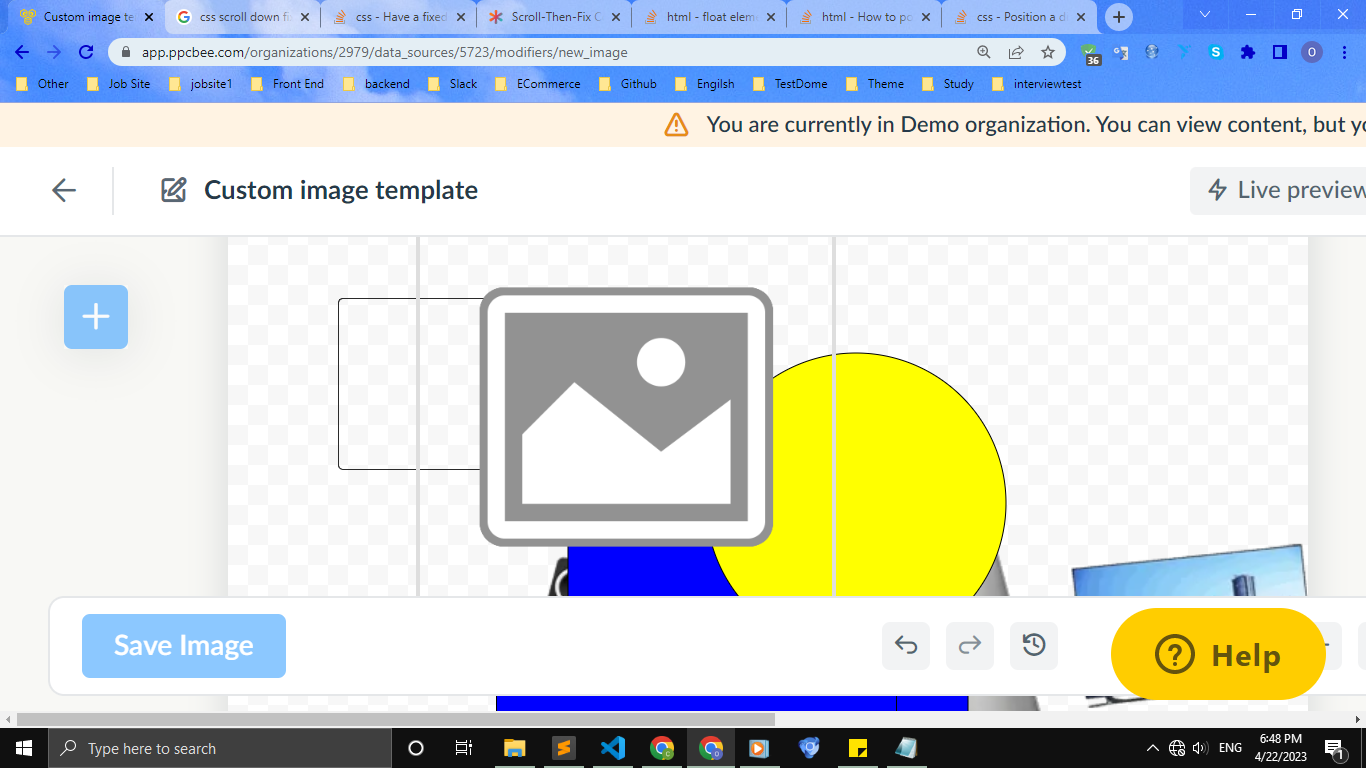 Custom image te
css scroll down fi
css - Have a fixed
Scroll-Then-Fix C
html - float elem
html - How to po
css - Position a d
app.ppcbee.com/organizations/2979/data_sources/5723/modifiers/new_image
36
S
O
Other
Job Site
jobsite1
Front End
backend
Slack
ECommerce
Github
Engilsh
TestDome
Theme
Study
interviewtest
You are currently in Demo organization. You can view content, but yo
Custom image template
Live preview
Save Image
Help
Type here to search
ENG
6:48 PM
4/22/2023
1